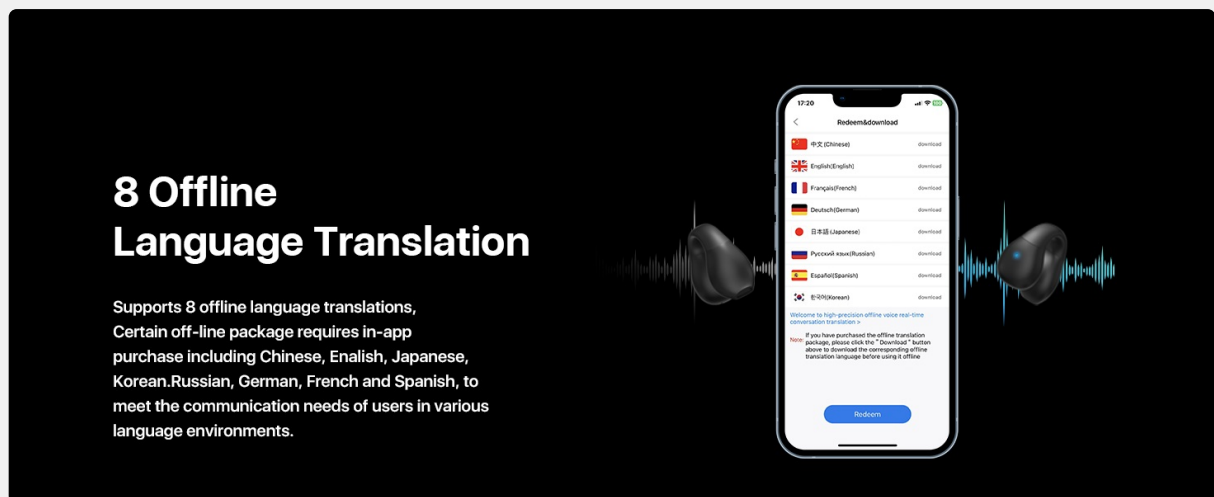 8 Offline
Language Translation
Supports 8 offline language translations,
Certain off-line package requires in-app
purchase including Chinese, Enalish, Japanese,
Korean.Russian, German, French and Spanish, to
meet the communication needs of users in various
language environments.
17:20
Redeem&download
中文 (Chinese) download
English(English) download
Français(French) download
Deutsch(German) download
日本語 (Japanese) download
Русский язык(Russian) download
Español(Spanish) download
한국어(Korean) download
Welcome to high-precision offline voice real-time
conversation translation >
Note: If you have purchased the offline translation
package, please click the " Download " button
above to download the corresponding offline
translation language before using it offline
Redeem